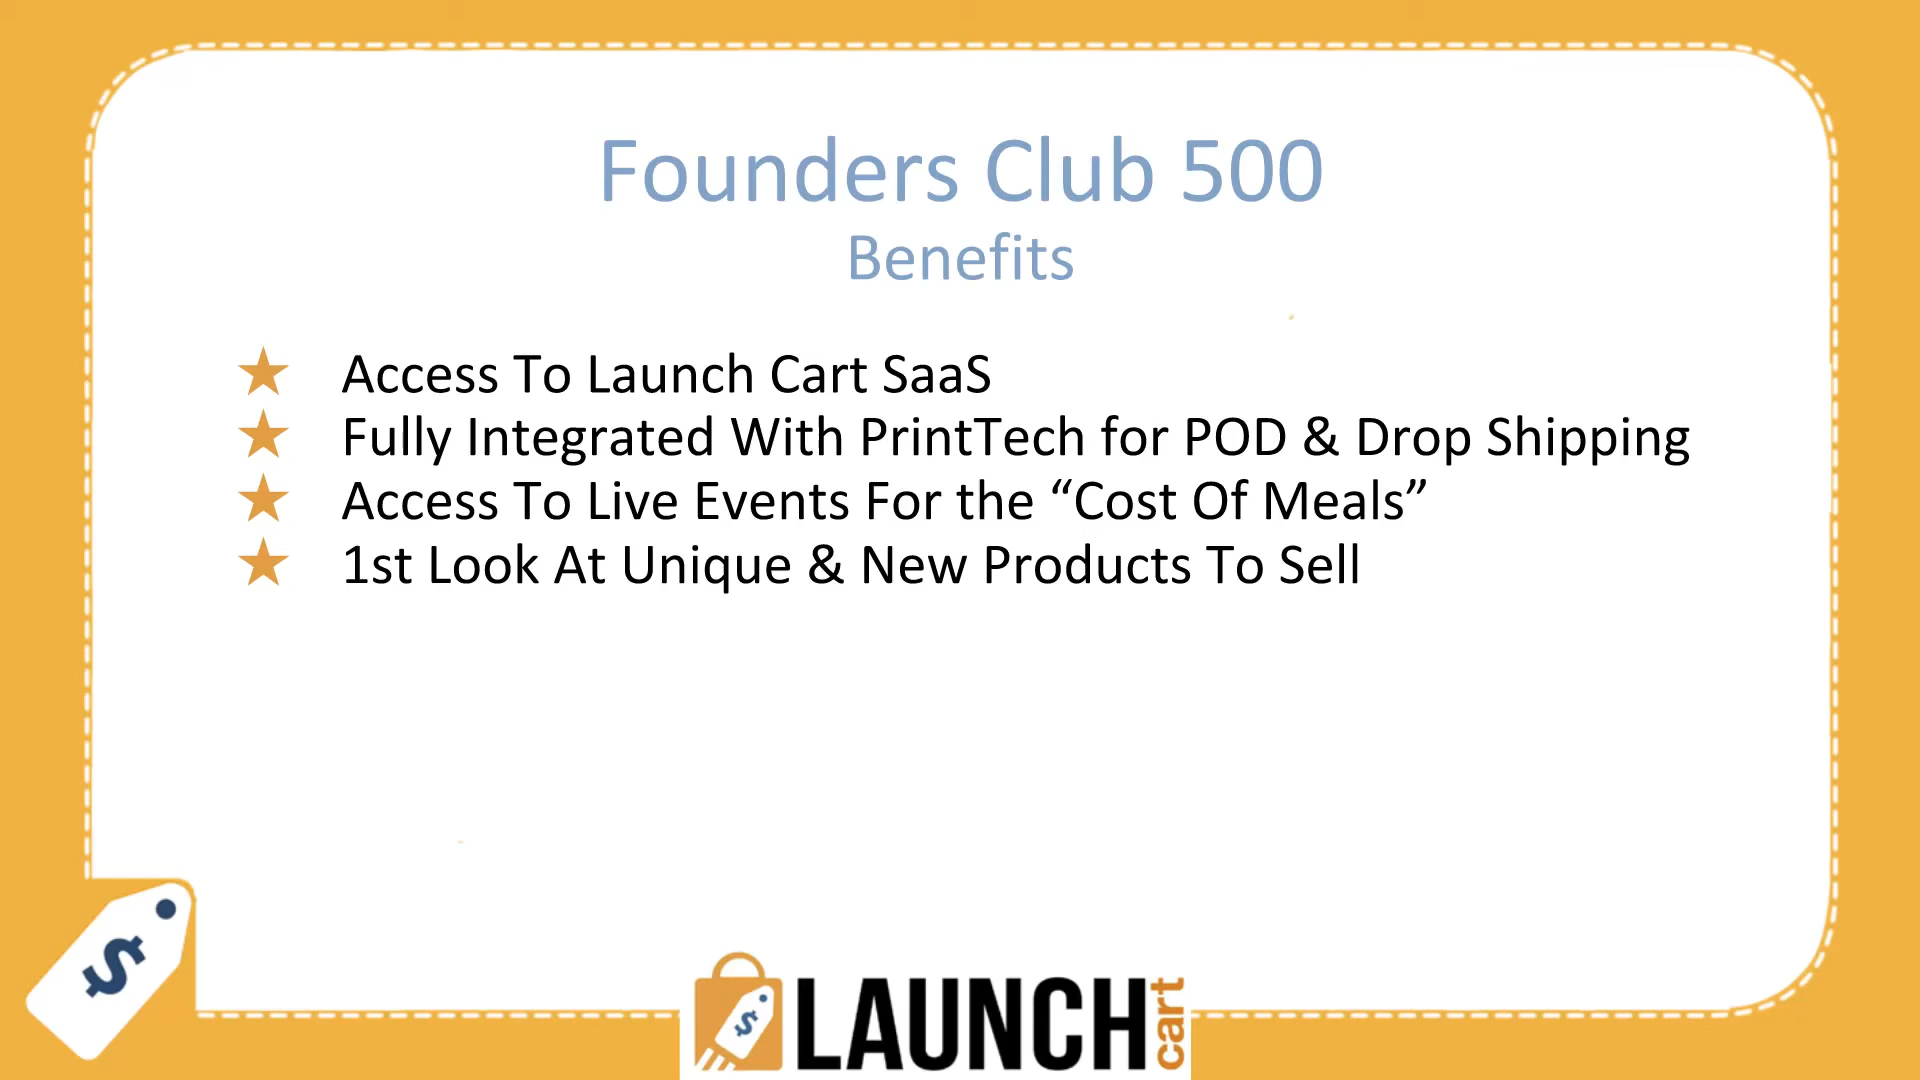 Founders Club 500
Benefits
★ Access To Launch Cart SaaS
★ Fully Integrated With PrintTech for POD & Drop Shipping
★ Access To Live Events For the “Cost Of Meals”
★ 1st Look At Unique & New Products To Sell
$
$
LAUNCH
cart